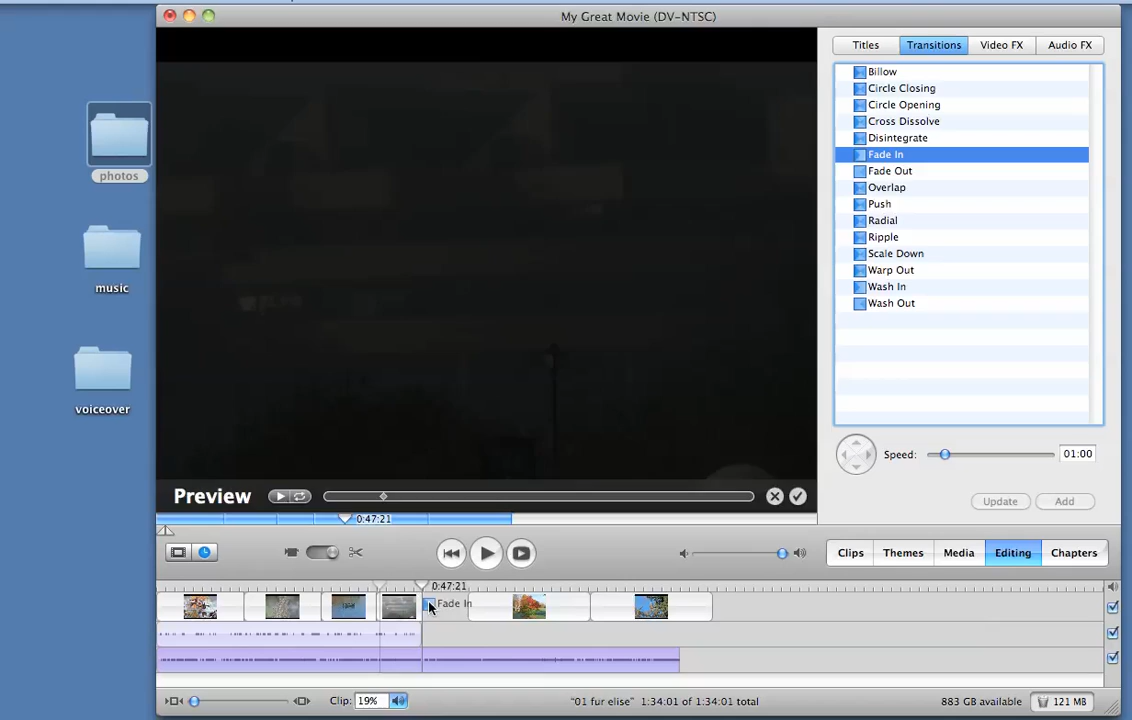 My Great Movie (DV-NTSC)
Titles
Transitions
Video FX
Audio FX
Billow
Circle Closing
Circle Opening
Cross Dissolve
Disintegrate
Fade In
Fade Out
Overlap
Push
Radial
Ripple
Scale Down
Warp Out
Wash In
Wash Out
photos
music
voiceover
Speed:
01:00
Preview
Update
Add
0:47:21
Clips
Themes
Media
Editing
Chapters
0:47:21
Fade In
Clip: 19%
"01 fur elise" 1:34:01 of 1:34:01 total
883 GB available
121 MB